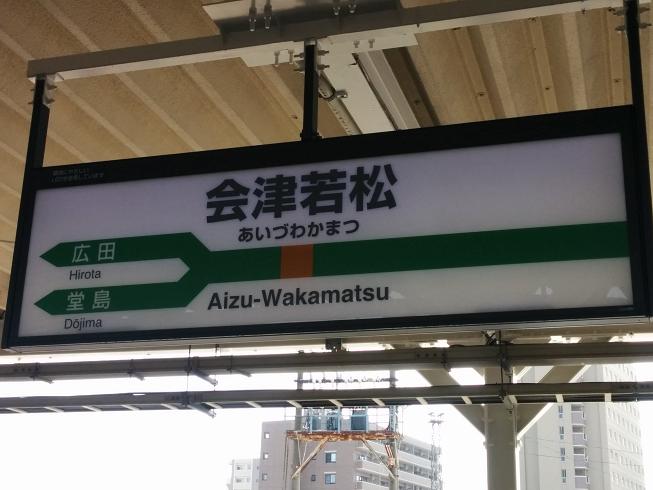 会津若松
あいづわかまつ
広田
Hirota
堂島
Dōjima
Aizu-Wakamatsu